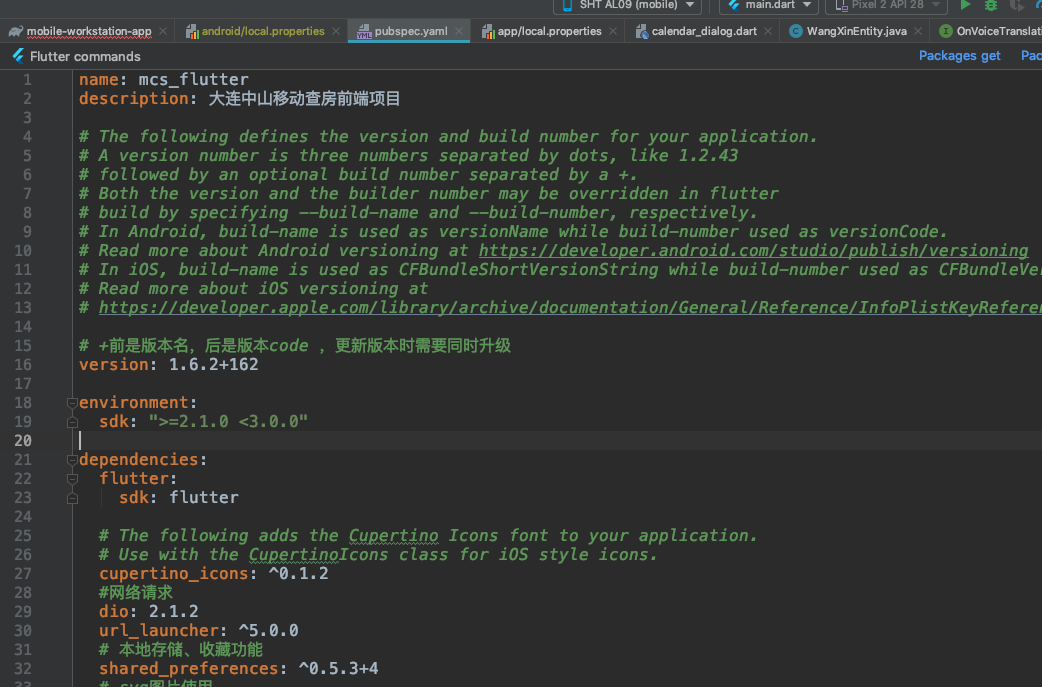 SHT AL09 (mobile) main.dart Pixel 2 API 28
mobile-workstation-app android/local.properties pubspec.yaml app/local.properties calendar_dialog.dart WangXinEntity.java OnVoiceTranslati
Flutter commands Packages get Pac
1 name: mcs_flutter
2 description: 大连中山移动查房前端项目
3
4 # The following defines the version and build number for your application.
5 # A version number is three numbers separated by dots, like 1.2.43
6 # followed by an optional build number separated by a +.
7 # Both the version and the builder number may be overridden in flutter
8 # build by specifying --build-name and --build-number, respectively.
9 # In Android, build-name is used as versionName while build-number used as versionCode.
10 # Read more about Android versioning at https://developer.android.com/studio/publish/versioning
11 # In iOS, build-name is used as CFBundleShortVersionString while build-number used as CFBundleVe
12 # Read more about iOS versioning at
13 # https://developer.apple.com/library/archive/documentation/General/Reference/InfoPlistKeyRefere
14
15 # +前是版本名，后是版本code ，更新版本时需要同时升级
16 version: 1.6.2+162
17
18 environment:
19 sdk: ">=2.1.0 <3.0.0"
20
21 dependencies:
22 flutter:
23 sdk: flutter
24
25 # The following adds the Cupertino Icons font to your application.
26 # Use with the CupertinoIcons class for iOS style icons.
27 cupertino_icons: ^0.1.2
28 #网络请求
29 dio: 2.1.2
30 url_launcher: ^5.0.0
31 # 本地存储、收藏功能
32 shared_preferences: ^0.5.3+4
33 # svg图片使用